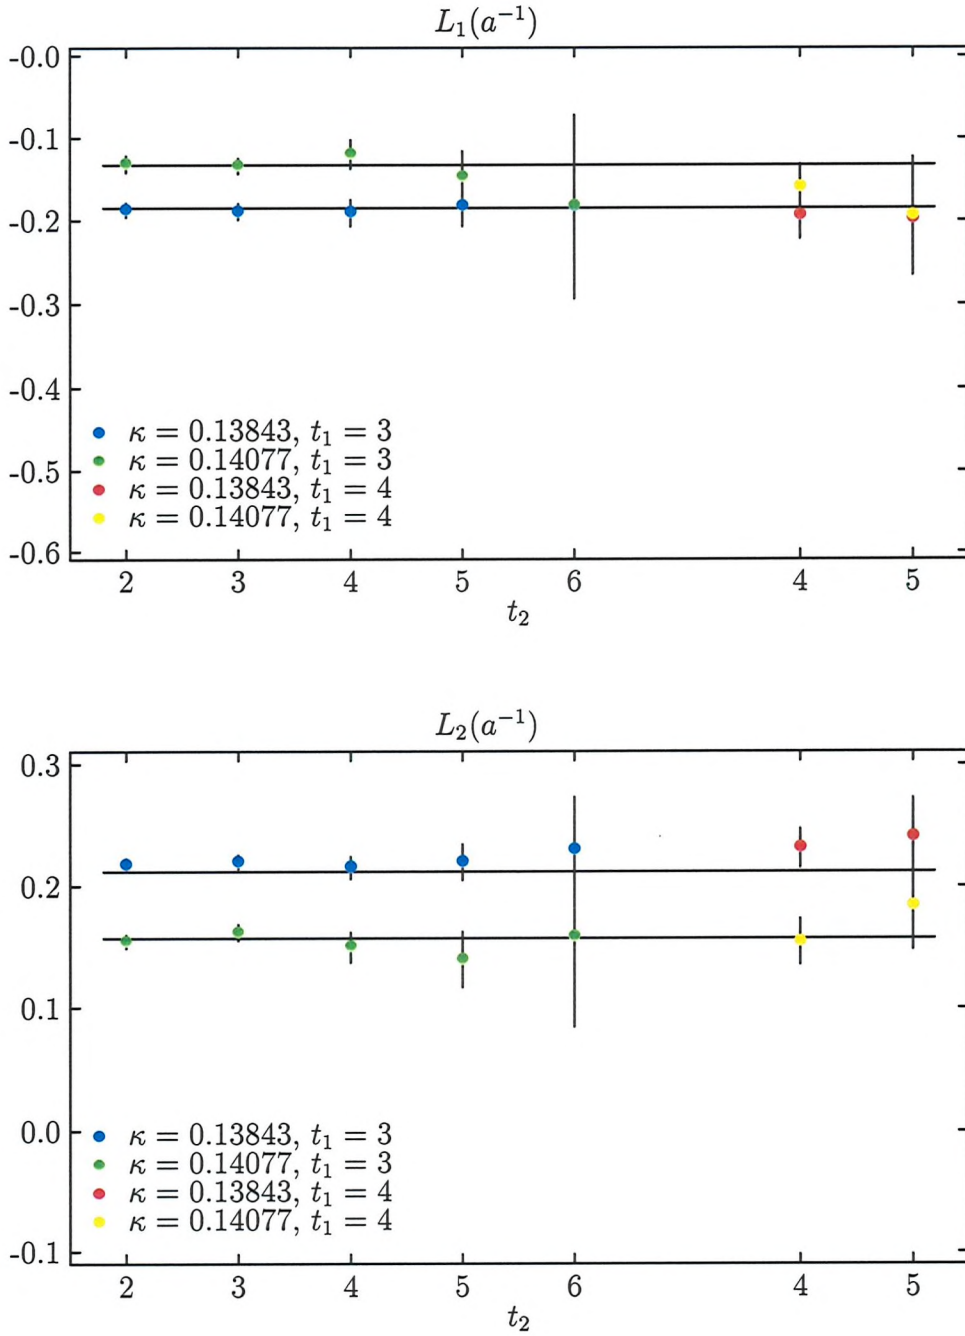 L₁(a⁻¹)
-0.0
-0.1
-0.2
-0.3
-0.4
-0.5
-0.6
κ = 0.13843, t₁ = 3
κ = 0.14077, t₁ = 3
κ = 0.13843, t₁ = 4
κ = 0.14077, t₁ = 4
2 3 4 5 6 4 5
t₂
L₂(a⁻¹)
0.3
0.2
0.1
0.0
-0.1
κ = 0.13843, t₁ = 3
κ = 0.14077, t₁ = 3
κ = 0.13843, t₁ = 4
κ = 0.14077, t₁ = 4
2 3 4 5 6 4 5
t₂